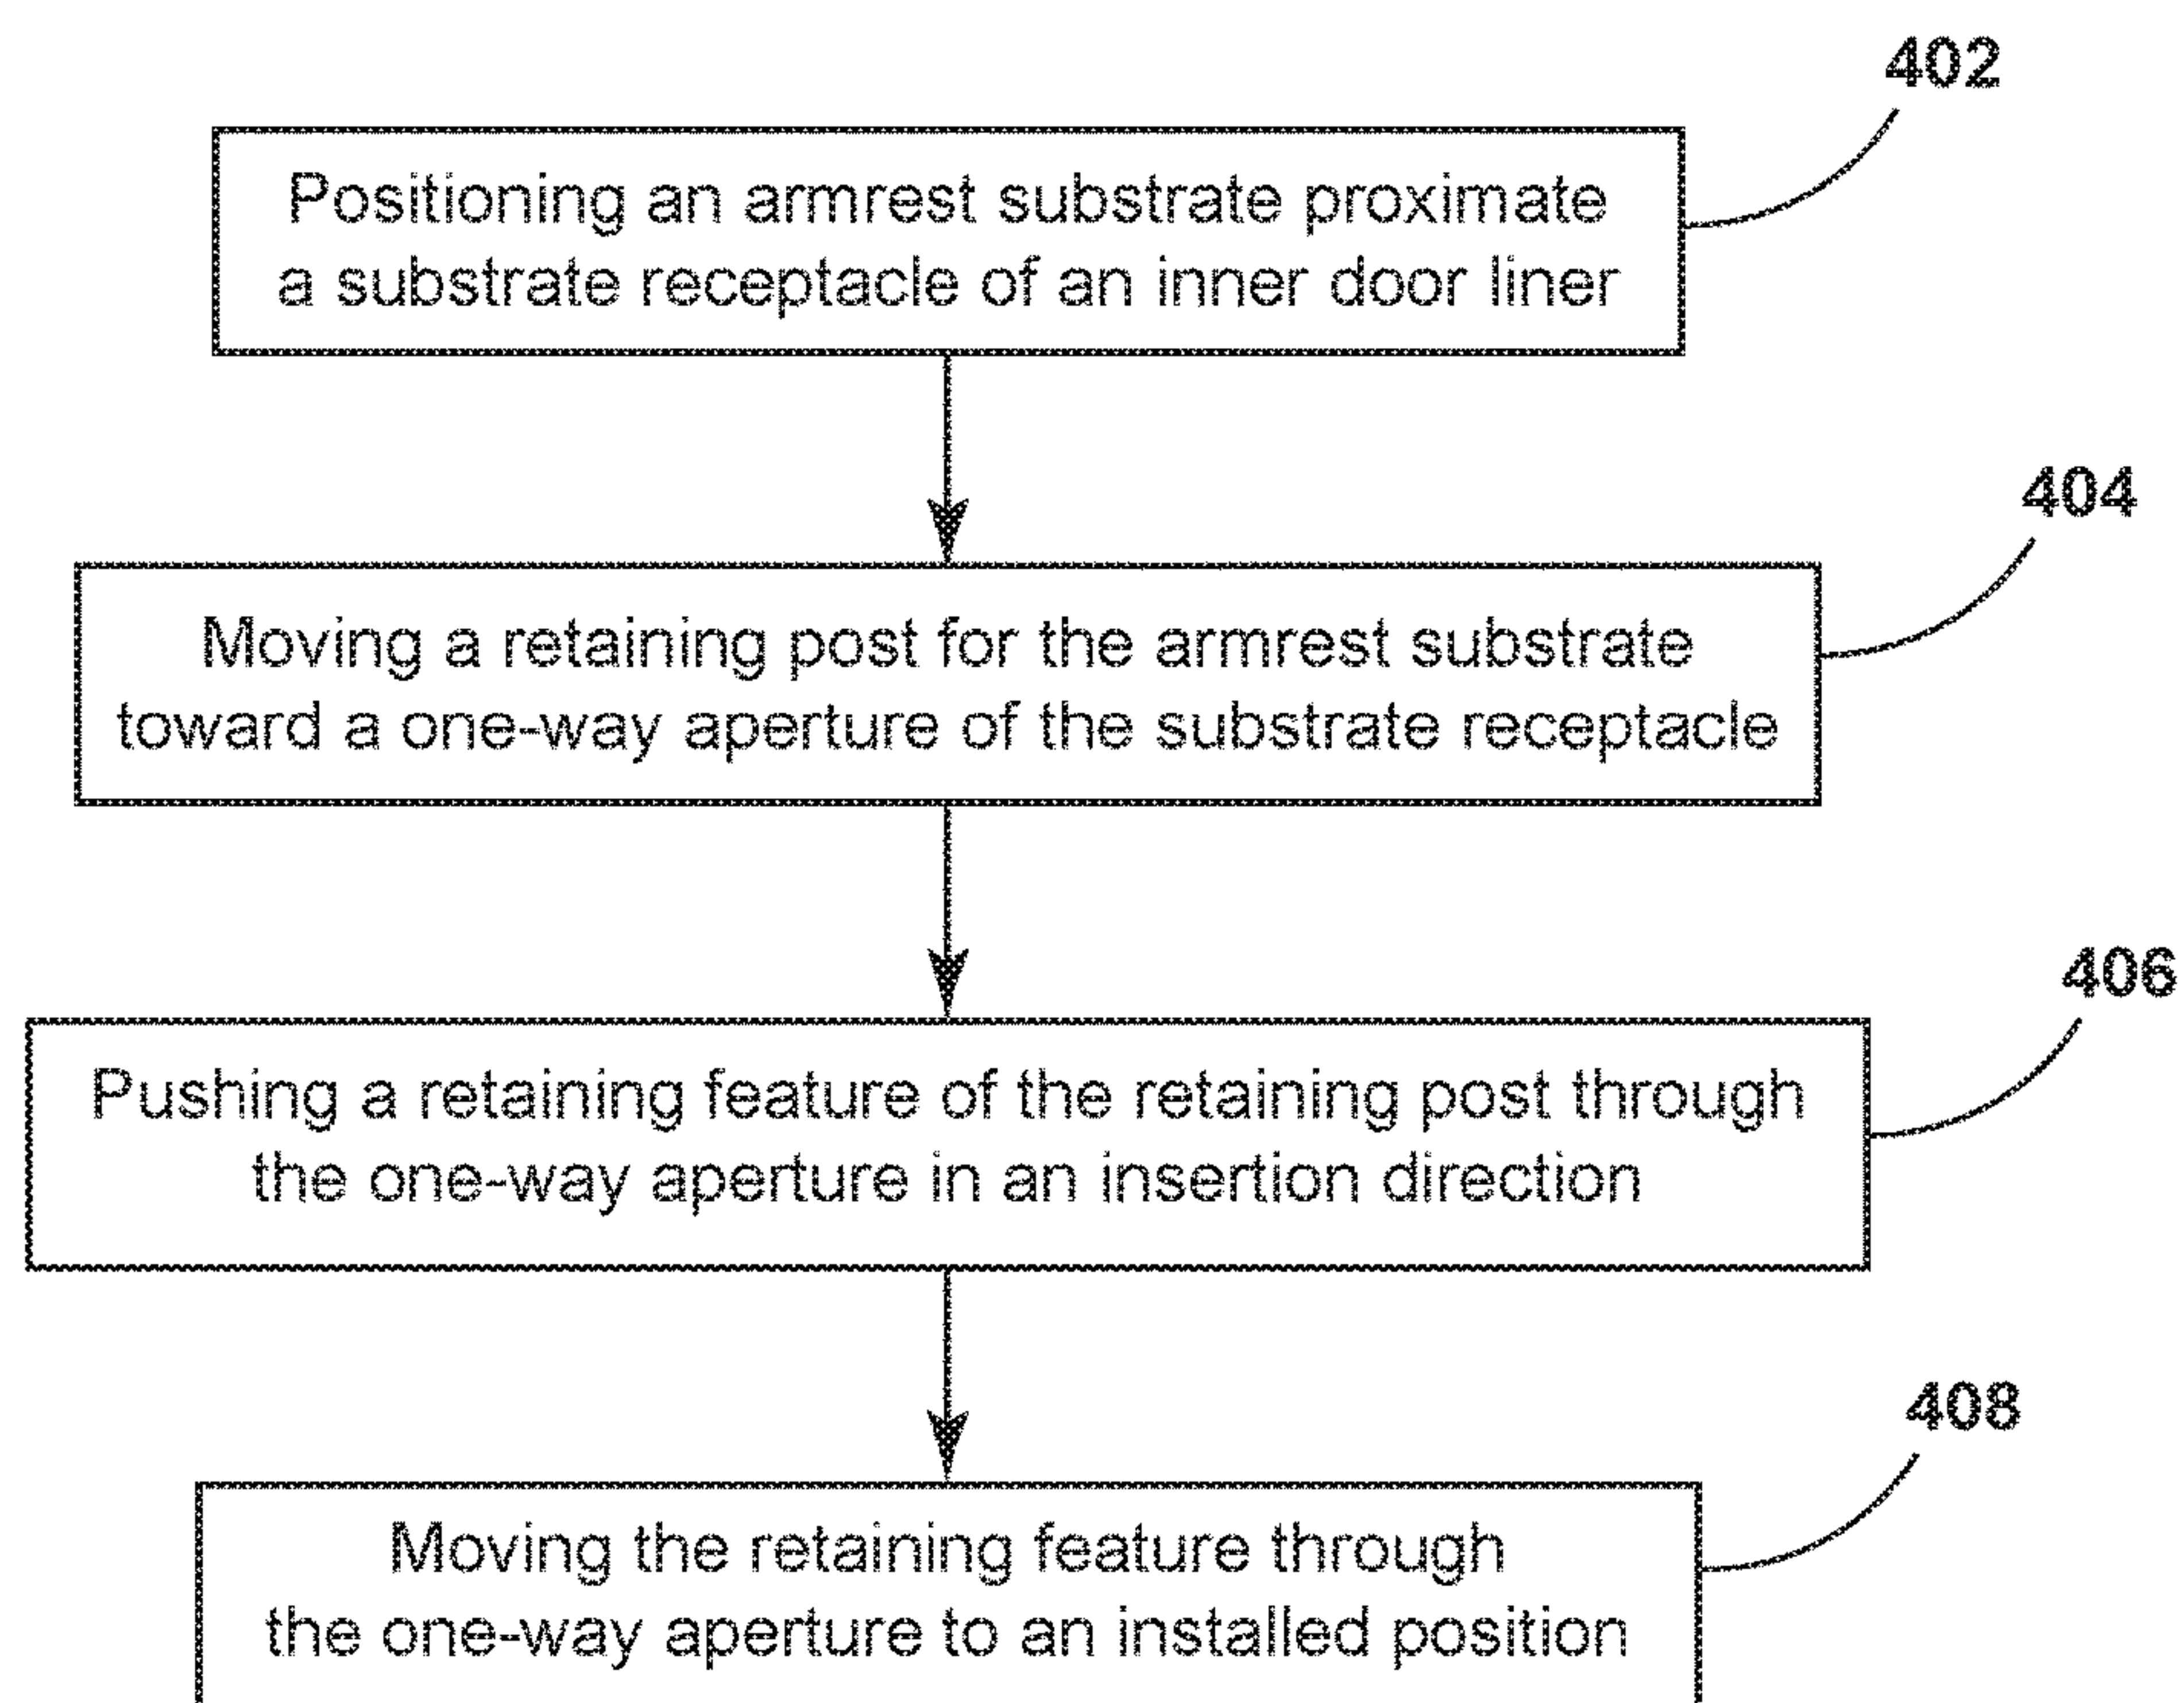 402
Positioning an armrest substrate proximate
a substrate receptacle of an inner door liner
404
Moving a retaining post for the armrest substrate
toward a one-way aperture of the substrate receptacle
406
Pushing a retaining feature of the retaining post through
the one-way aperture in an insertion direction
408
Moving the retaining feature through
the one-way aperture to an installed position